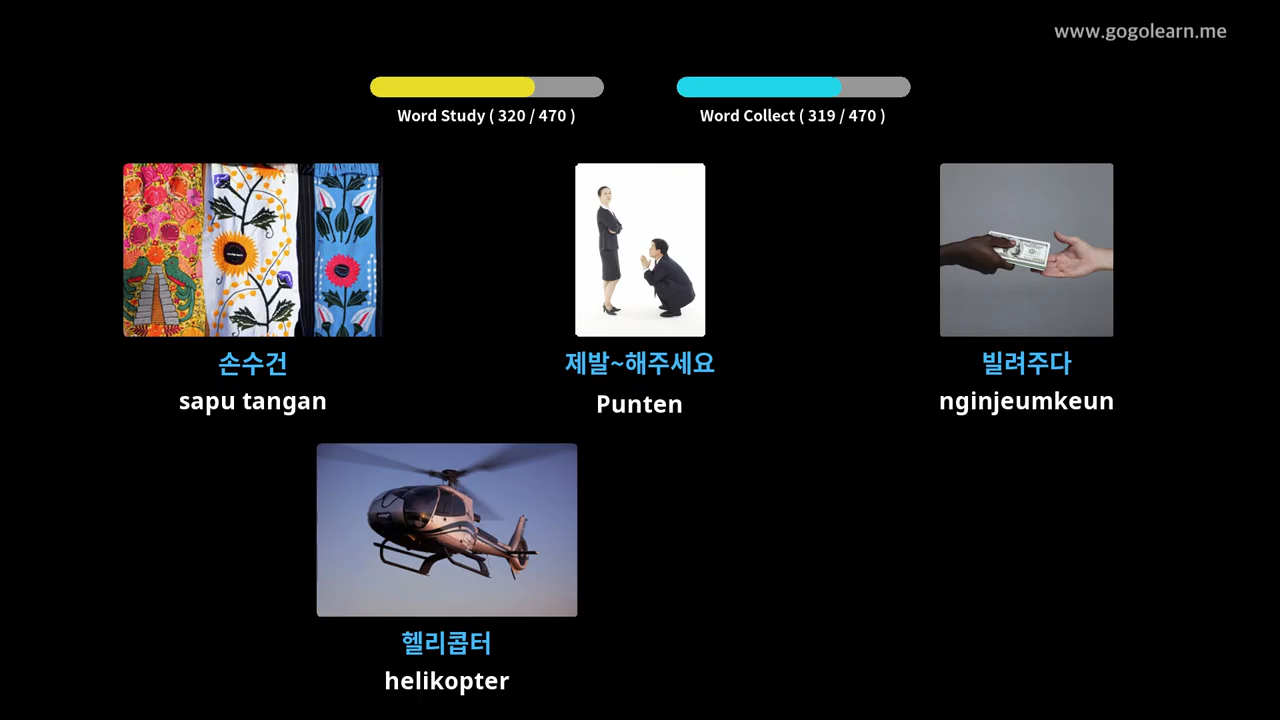 www.gogolearn.me
Word Study ( 320 / 470 )
Word Collect ( 319 / 470 )
손수건
sapu tangan
제발~해주세요
Punten
빌려주다
nginjeumkeun
헬리콥터
helikopter